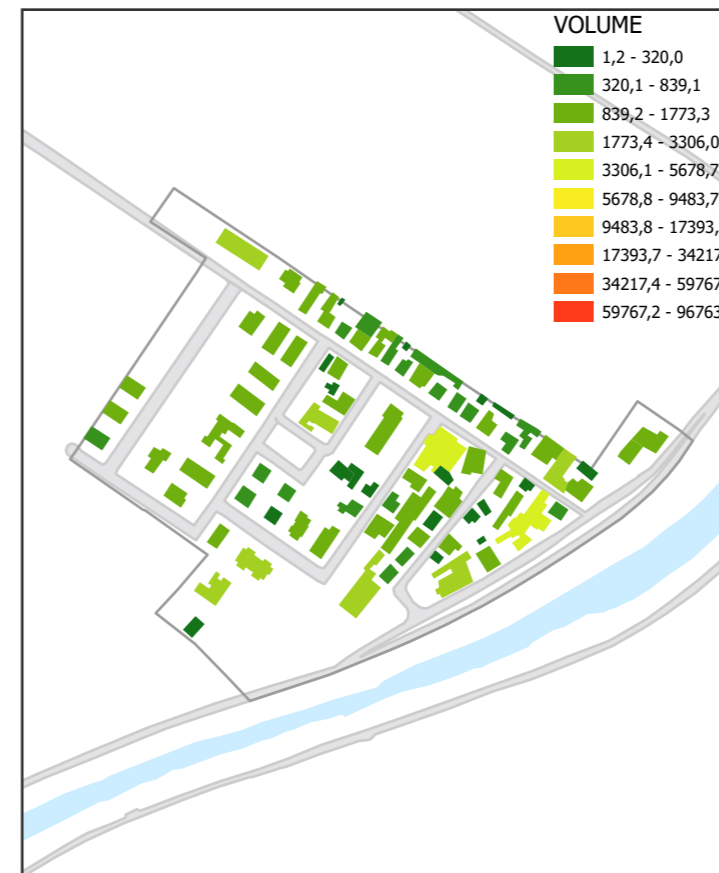 VOLUME
1,2 - 320,0
320,1 - 839,1
839,2 - 1773,3
1773,4 - 3306,0
3306,1 - 5678,7
5678,8 - 9483,7
9483,8 - 17393,
17393,7 - 34217
34217,4 - 59767
59767,2 - 96763